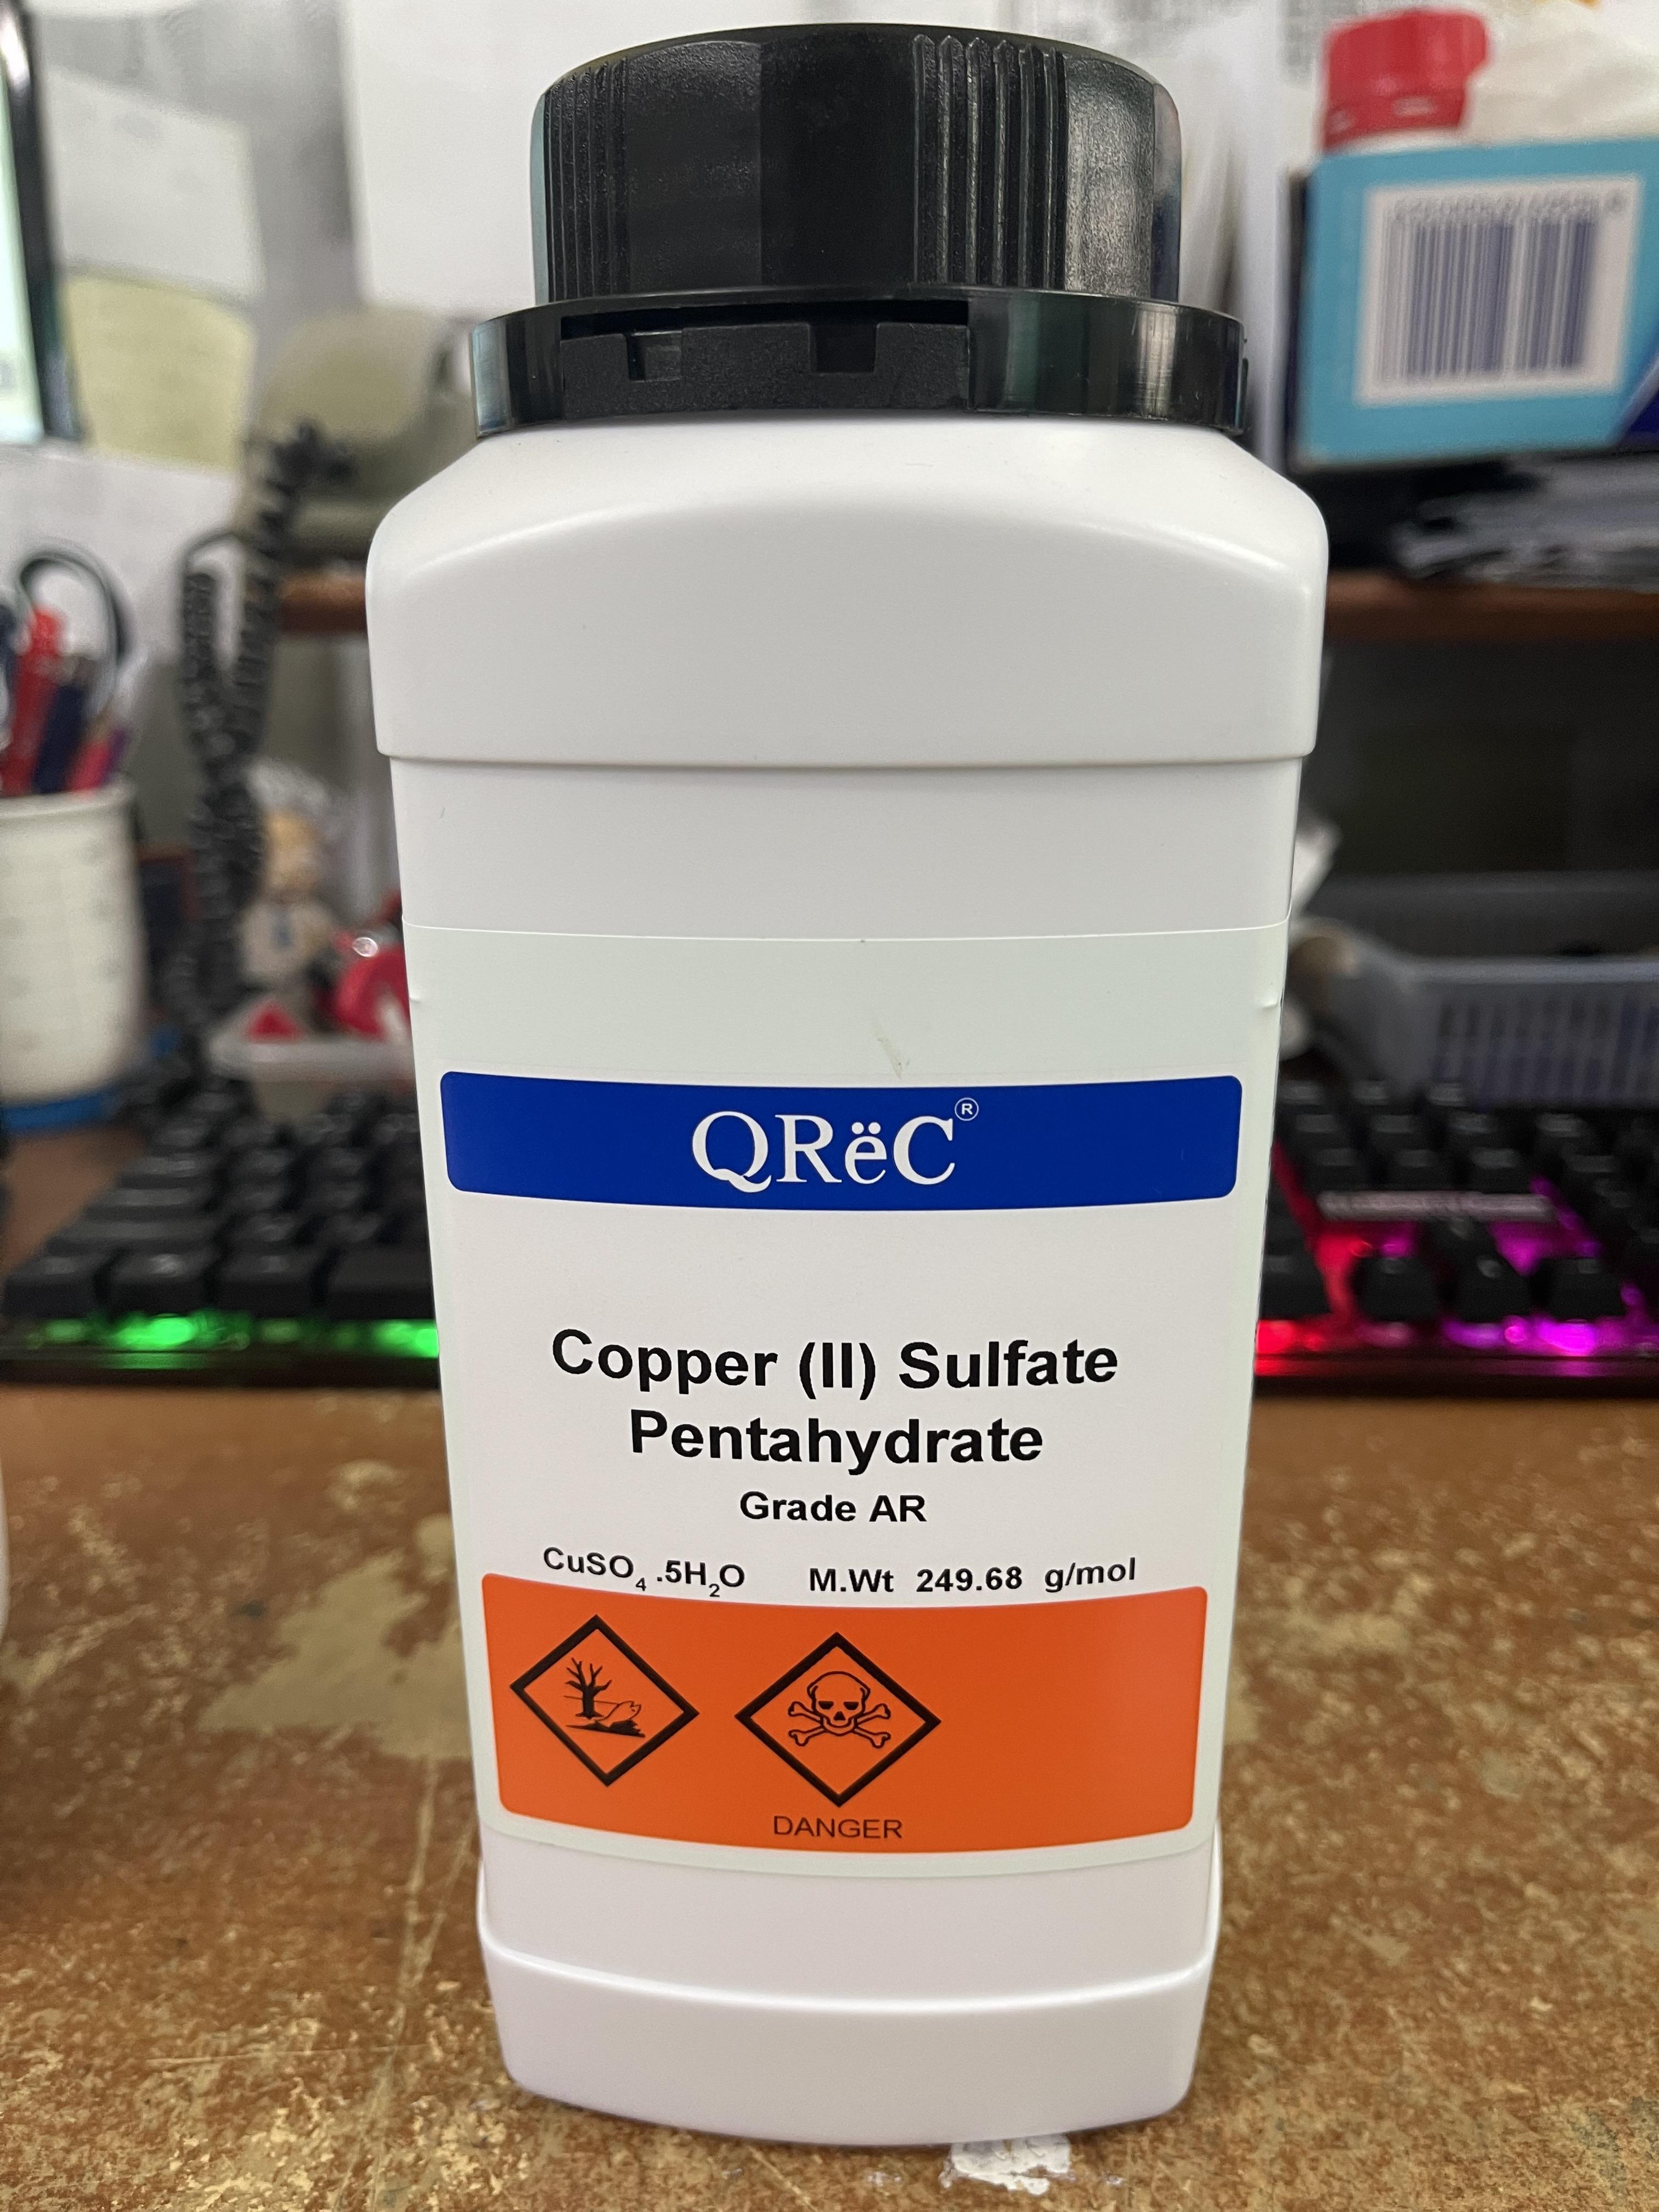 QRëC®
Copper (II) Sulfate
Pentahydrate
Grade AR
CuSO₄ .5H₂O M.Wt 249.68 g/mol
DANGER